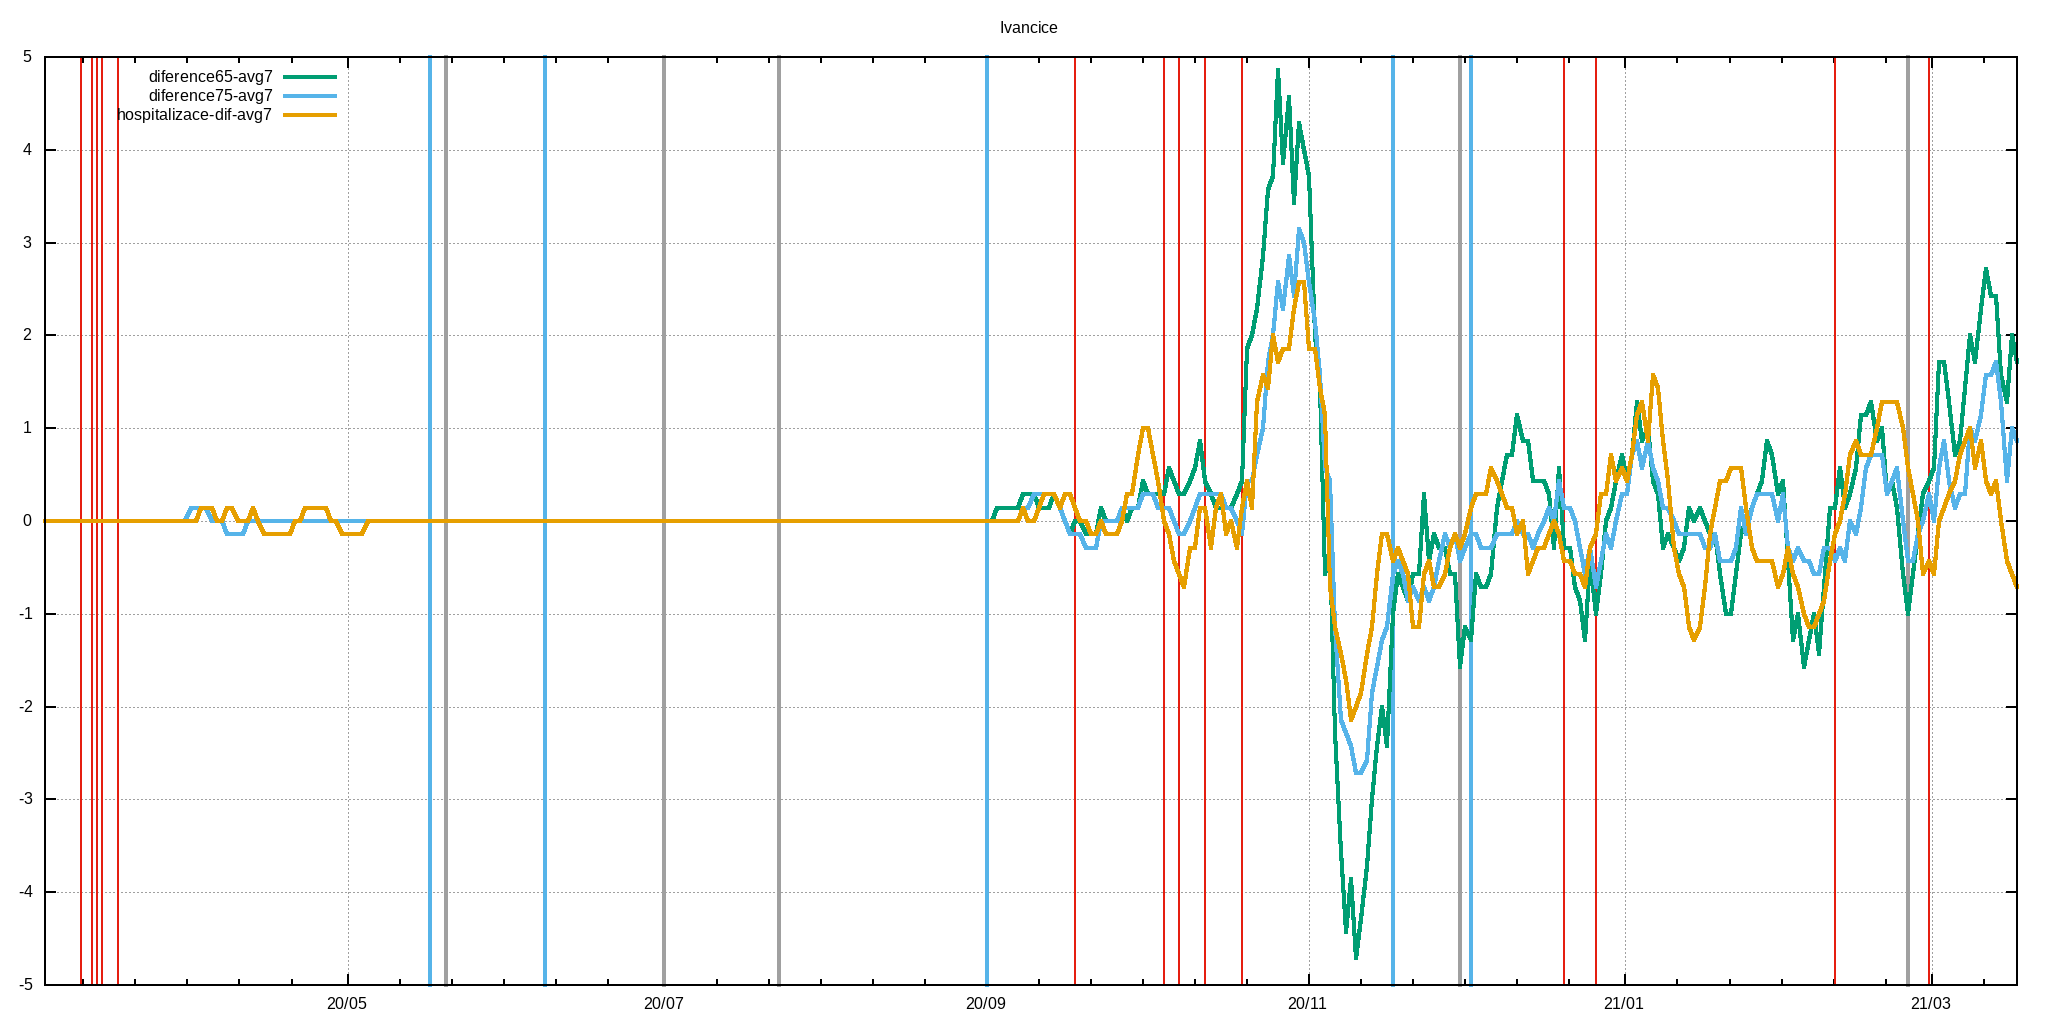 Ivancice
diference65-avg7
diference75-avg7
hospitalizace-dif-avg7
5
4
3
2
1
0
-1
-2
-3
-4
-5
20/05 20/07 20/09 20/11 21/01 21/03